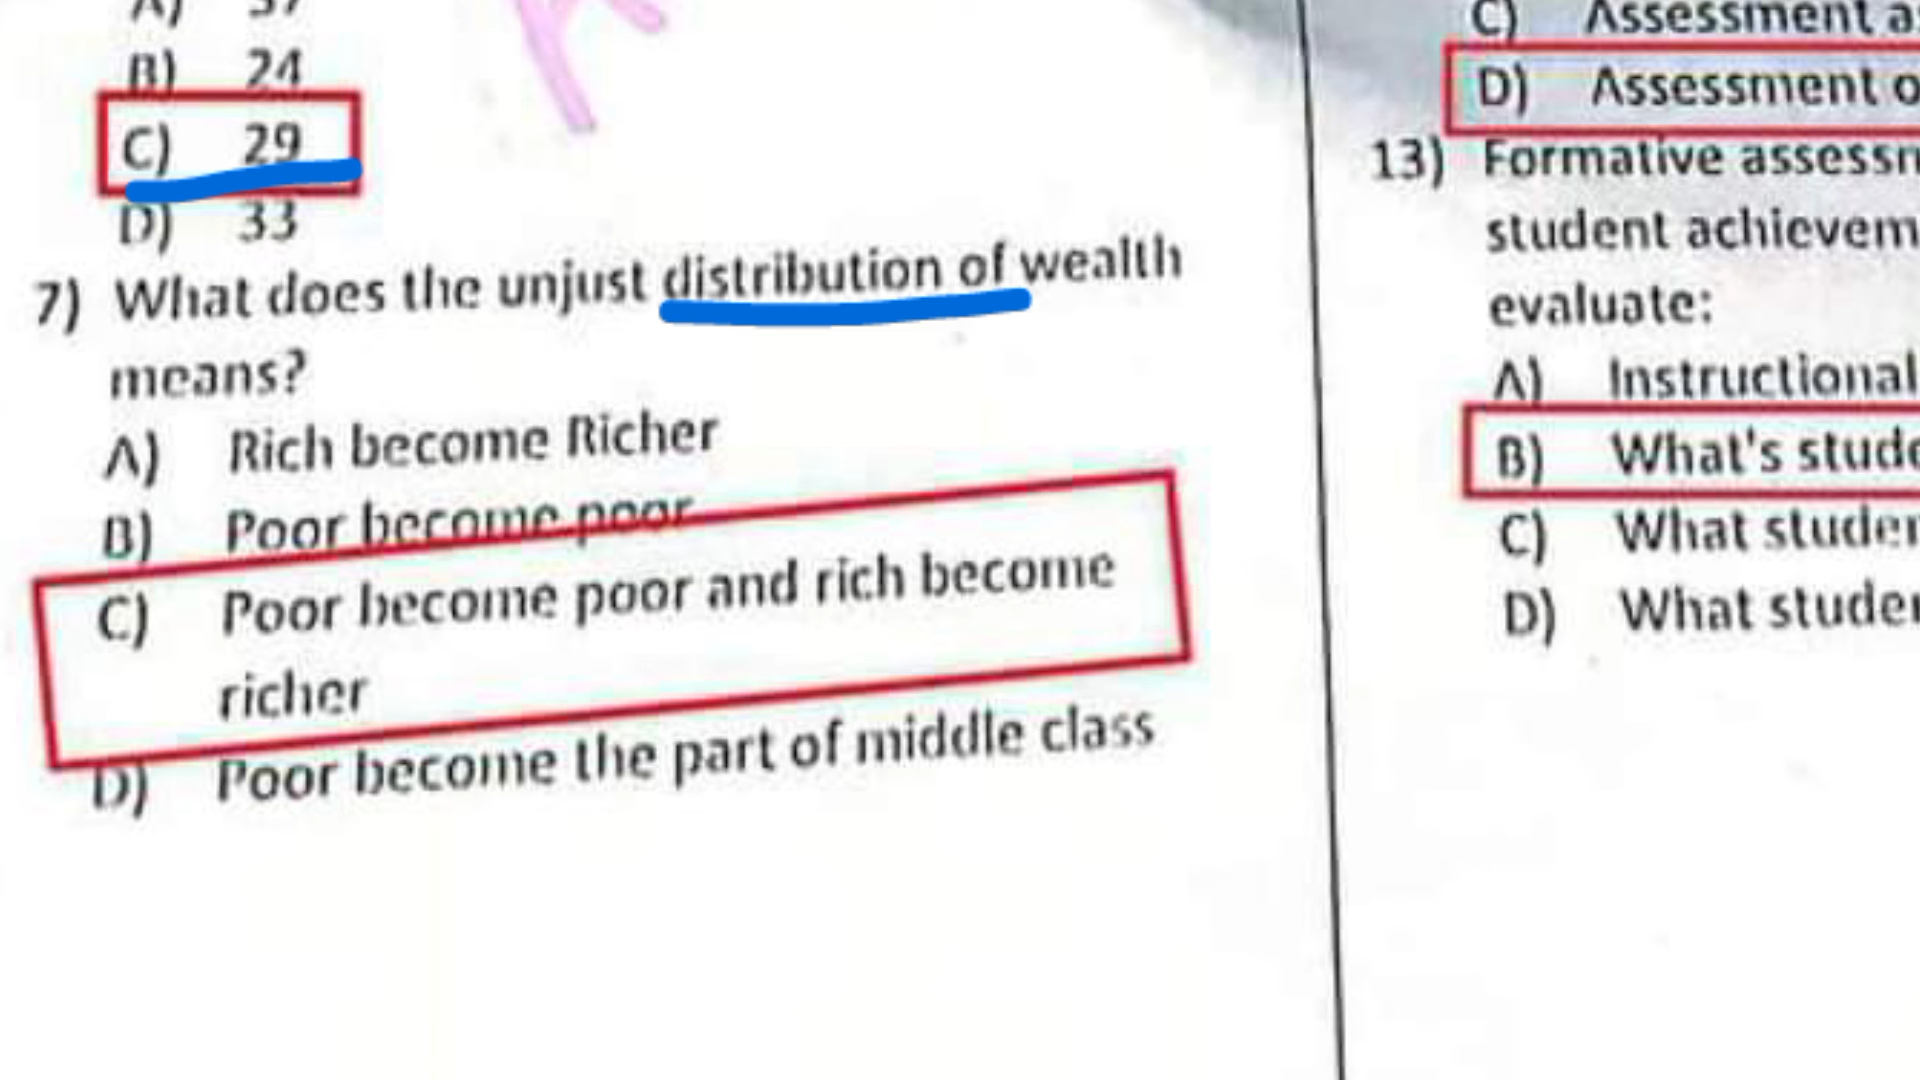 B) 24
C) 29
D) 33
7) What does the unjust distribution of wealth
means?
A) Rich become Richer
B) Poor become poor
C) Poor become poor and rich become
richer
D) Poor become the part of middle class
C) Assessment
D) Assessment
13) Formative
student
evaluate:
A) Instructional
B) What's
C) What
D) What